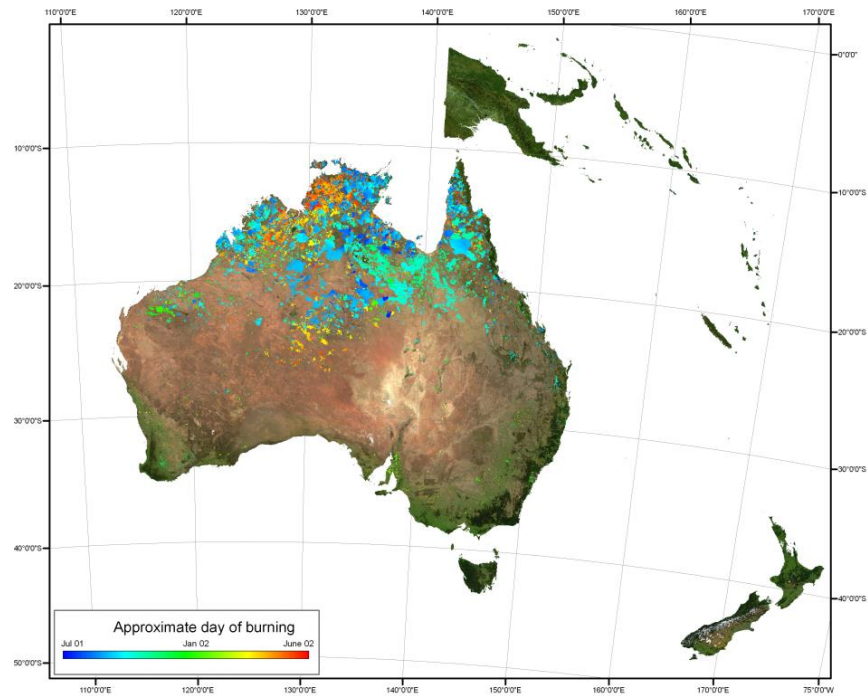 110°0'0"E 120°0'0"E 130°0'0"E 140°0'0"E 150°0'0"E 160°0'0"E 170°0'0"E
0°0'0"
10°0'0"S
10°0'0"S
20°0'0"S
20°0'0"S
30°0'0"S
30°0'0"S
40°0'0"S
40°0'0"S
Approximate day of burning
Jul 01 Jan 02 June 02
50°0'0"S
110°0'0"E 120°0'0"E 130°0'0"E 140°0'0"E 150°0'0"E 160°0'0"E 170°0'0"E 75°0'0"W